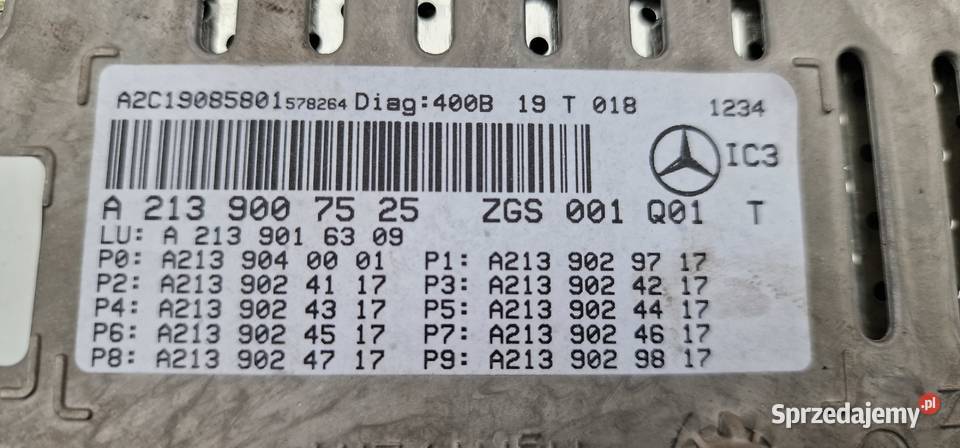 A2C19085801578264 Diag:400B 19 T 018 1234
IC3
A 213 900 75 25 ZGS 001 Q01 T
LU: A 213 901 63 09
P0: A213 904 00 01 P1: A213 902 97 17
P2: A213 902 41 17 P3: A213 902 42 17
P4: A213 902 43 17 P5: A213 902 44 17
P6: A213 902 45 17 P7: A213 902 46 17
P8: A213 902 47 17 P9: A213 902 98 17
Sprzedajemy.pl